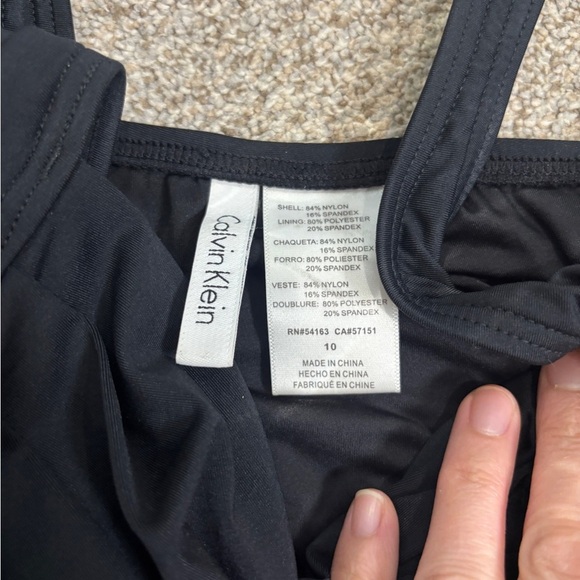 Calvin Klein
SHELL: 84% NYLON
16% SPANDEX
LINING: 80% POLYESTER
20% SPANDEX
CHAQUETA: 84% NYLON
16% SPANDEX
FORRO: 80% POLIESTER
20% SPANDEX
VESTE: 84% NYLON
16% SPANDEX
DOUBLURE: 80% POLYESTER
20% SPANDEX
RN#54163 CA#57151
10
MADE IN CHINA
HECHO EN CHINA
FABRIQUÉ EN CHINE